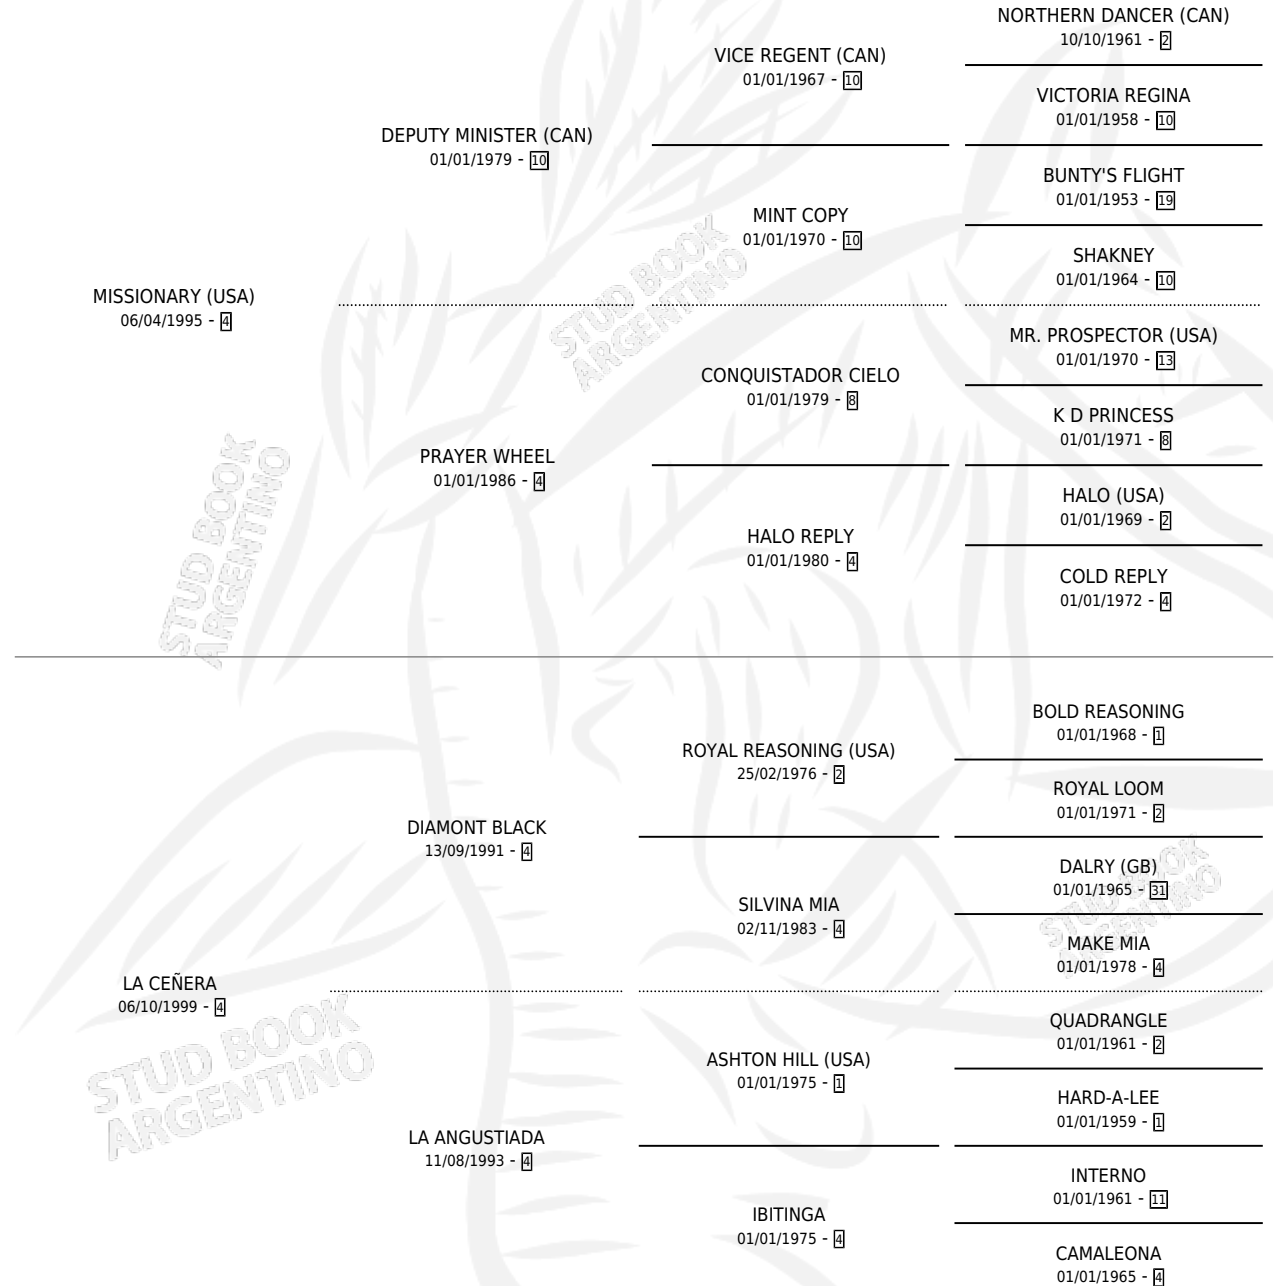 NORTHERN DANCER (CAN)
10/10/1961 - 2
VICE REGENT (CAN)
01/01/1967 - 10
VICTORIA REGINA
01/01/1958 - 10
DEPUTY MINISTER (CAN)
01/01/1979 - 10
BUNTY'S FLIGHT
01/01/1953 - 19
MINT COPY
01/01/1970 - 10
SHAKNEY
01/01/1964 - 10
MISSIONARY (USA)
06/04/1995 - 4
MR. PROSPECTOR (USA)
01/01/1970 - 13
CONQUISTADOR CIELO
01/01/1979 - 8
K D PRINCESS
01/01/1971 - 8
PRAYER WHEEL
01/01/1986 - 4
HALO (USA)
01/01/1969 - 2
HALO REPLY
01/01/1980 - 4
COLD REPLY
01/01/1972 - 4
BOLD REASONING
01/01/1968 - 1
ROYAL REASONING (USA)
25/02/1976 - 2
ROYAL LOOM
01/01/1971 - 2
DIAMONT BLACK
13/09/1991 - 4
DALRY (GB)
01/01/1965 - 31
SILVINA MIA
02/11/1983 - 4
MAKE MIA
01/01/1978 - 4
LA CEÑERA
06/10/1999 - 4
QUADRANGLE
01/01/1961 - 2
ASHTON HILL (USA)
01/01/1975 - 1
HARD-A-LEE
01/01/1959 - 1
LA ANGUSTIADA
11/08/1993 - 4
INTERNO
01/01/1961 - 11
IBITINGA
01/01/1975 - 4
CAMALEONA
01/01/1965 - 4
STUD BOOK
ARGENTINO
STUD BOOK
ARGENTINO
STUD BOOK
ARGENTINO
STUD BOOK
ARGENTINO